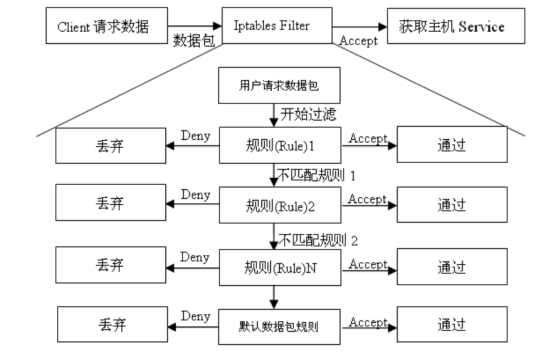 Client 请求数据 Iptables Filter 获取主机 Service
数据包 Accept
用户请求数据包
开始过滤
丢弃 Deny 规则(Rule)1 Accept 通过
不匹配规则 1
丢弃 Deny 规则(Rule)2 Accept 通过
不匹配规则 2
丢弃 Deny 规则(Rule)N Accept 通过
丢弃 Deny 默认数据包规则 Accept 通过